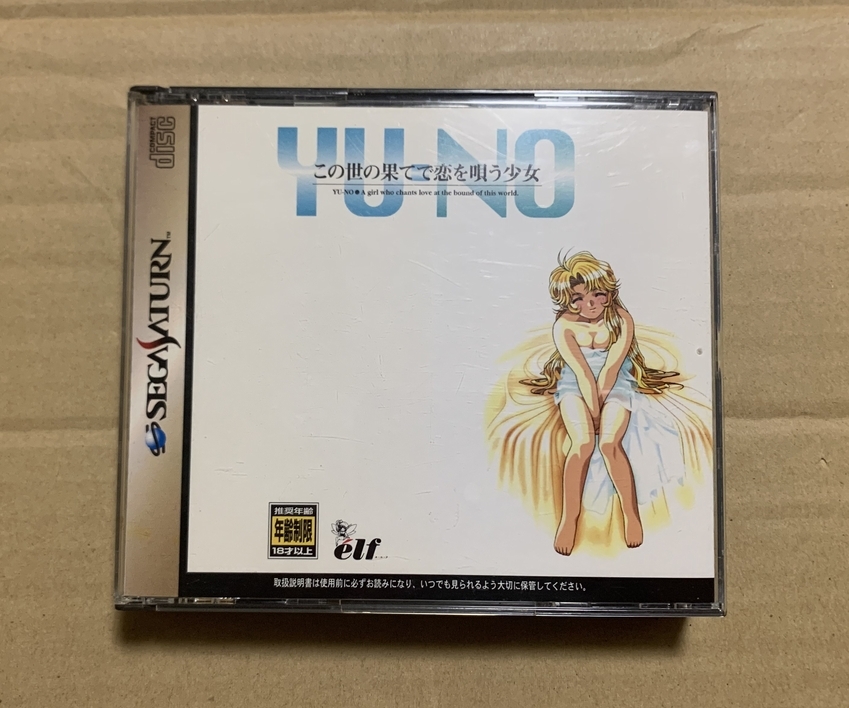 COMPACT
DISC
SEGA SATURN™
YU-NO
この世の果てで恋を唄う少女
YU-NO●A girl who chants love at the bound of this world.
推奨年齢
年齢制限
18才以上
élf
取扱説明書は使用前に必ずお読みになり、いつでも見られるよう大切に保管してください。